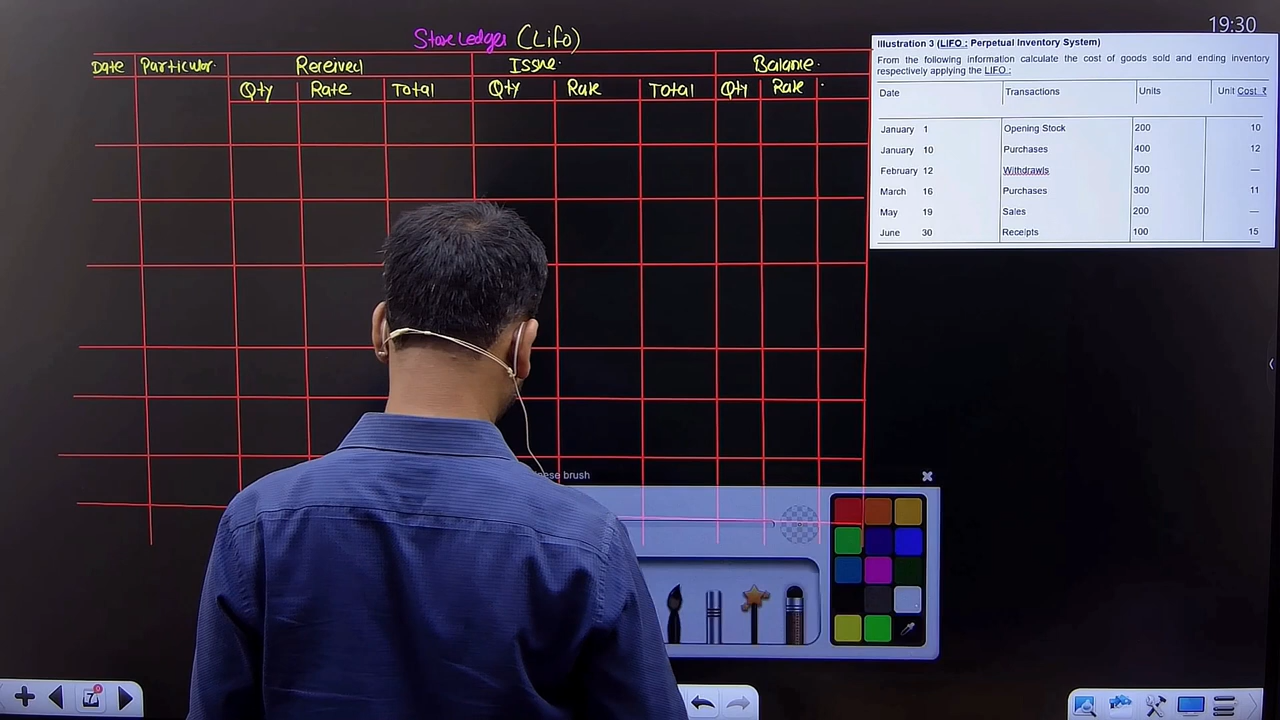 19:30
Store Ledger (Lifo)
Date Particular. Received Issue. Balance.
Qty Rate Total Qty Rate Total Qty Rate
Illustration 3 (LIFO : Perpetual Inventory System)
From the following information calculate the cost of goods sold and ending inventory
respectively applying the LIFO :
Date Transactions Units Unit Cost ₹
January 1 Opening Stock 200 10
January 10 Purchases 400 12
February 12 Withdrawls 500 —
March 16 Purchases 300 11
May 19 Sales 200 —
June 30 Receipts 100 15
brush
7